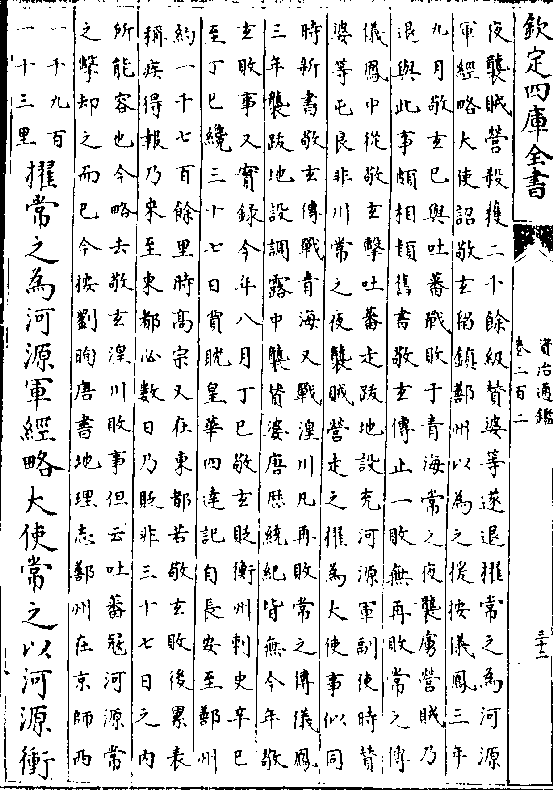 欽定四庫全書
資治通鑑
卷二百二
三十二
夜襲賊營殺獲二千餘級賛婆等遂退擢常之為河源
軍經略大使詔敬玄留鎮鄯州以為之從按儀鳳三年
九月敬玄已與吐蕃戰敗于青海常之夜襲虜營賊乃
退與此事頗相類舊書敬玄傳止一敗無再敗常之傳
儀鳳中從敬玄擊吐蕃走跋地設充河源軍副使時賛
婆等屯良非川常之夜襲賊營走之擢為大使事似同
時新書敬玄傳戰青海又戰湟川凡再敗常之傳儀鳳
三年襲跋地設調露中襲賛婆唐厯統紀皆無今年敬
玄敗事又實録今年八月丁巳敬玄貶衡州刺史辛巳
至丁巳纔三十七日賈躭皇華四達記自長安至鄯州
約一千七百餘里時高宗又在東都若敬玄敗後累表
稱疾得報乃來至東都必數日乃貶非三十七日之内
所能容也今略去敬玄湟川敗事但云吐蕃冦河源常
之擊却之而已今按劉昫唐書地理志鄯州在京師西
一千九百
一十三里
擢常之為河源軍經略大使常之以河源衝